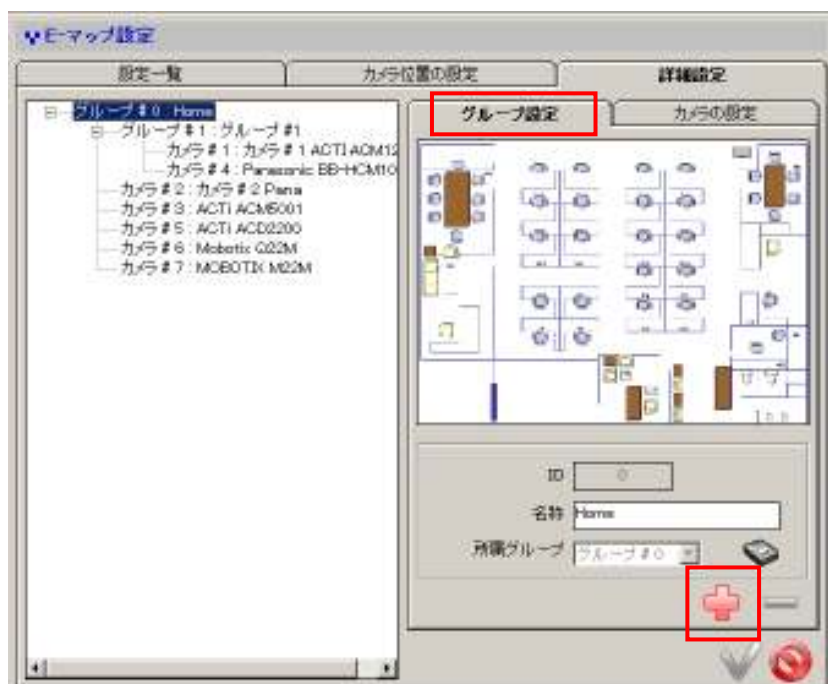 E-マップ設定
設定一覧
カメラ位置の設定
詳細設定
グループ#0 : Home
グループ#1 : グループ#1
カメラ#1 : カメラ#1 ACTI ACM12
カメラ#4 : Panasonic BB-HCM10
カメラ#2 : カメラ#2 Pana
カメラ#3 : ACTi ACM5001
カメラ#5 : ACTi ACD2200
カメラ#6 : Mobotix Q22M
カメラ#7 : MOBOTIX M22M
グループ設定
カメラの設定
ID
0
名称
Home
所属グループ
グループ#0